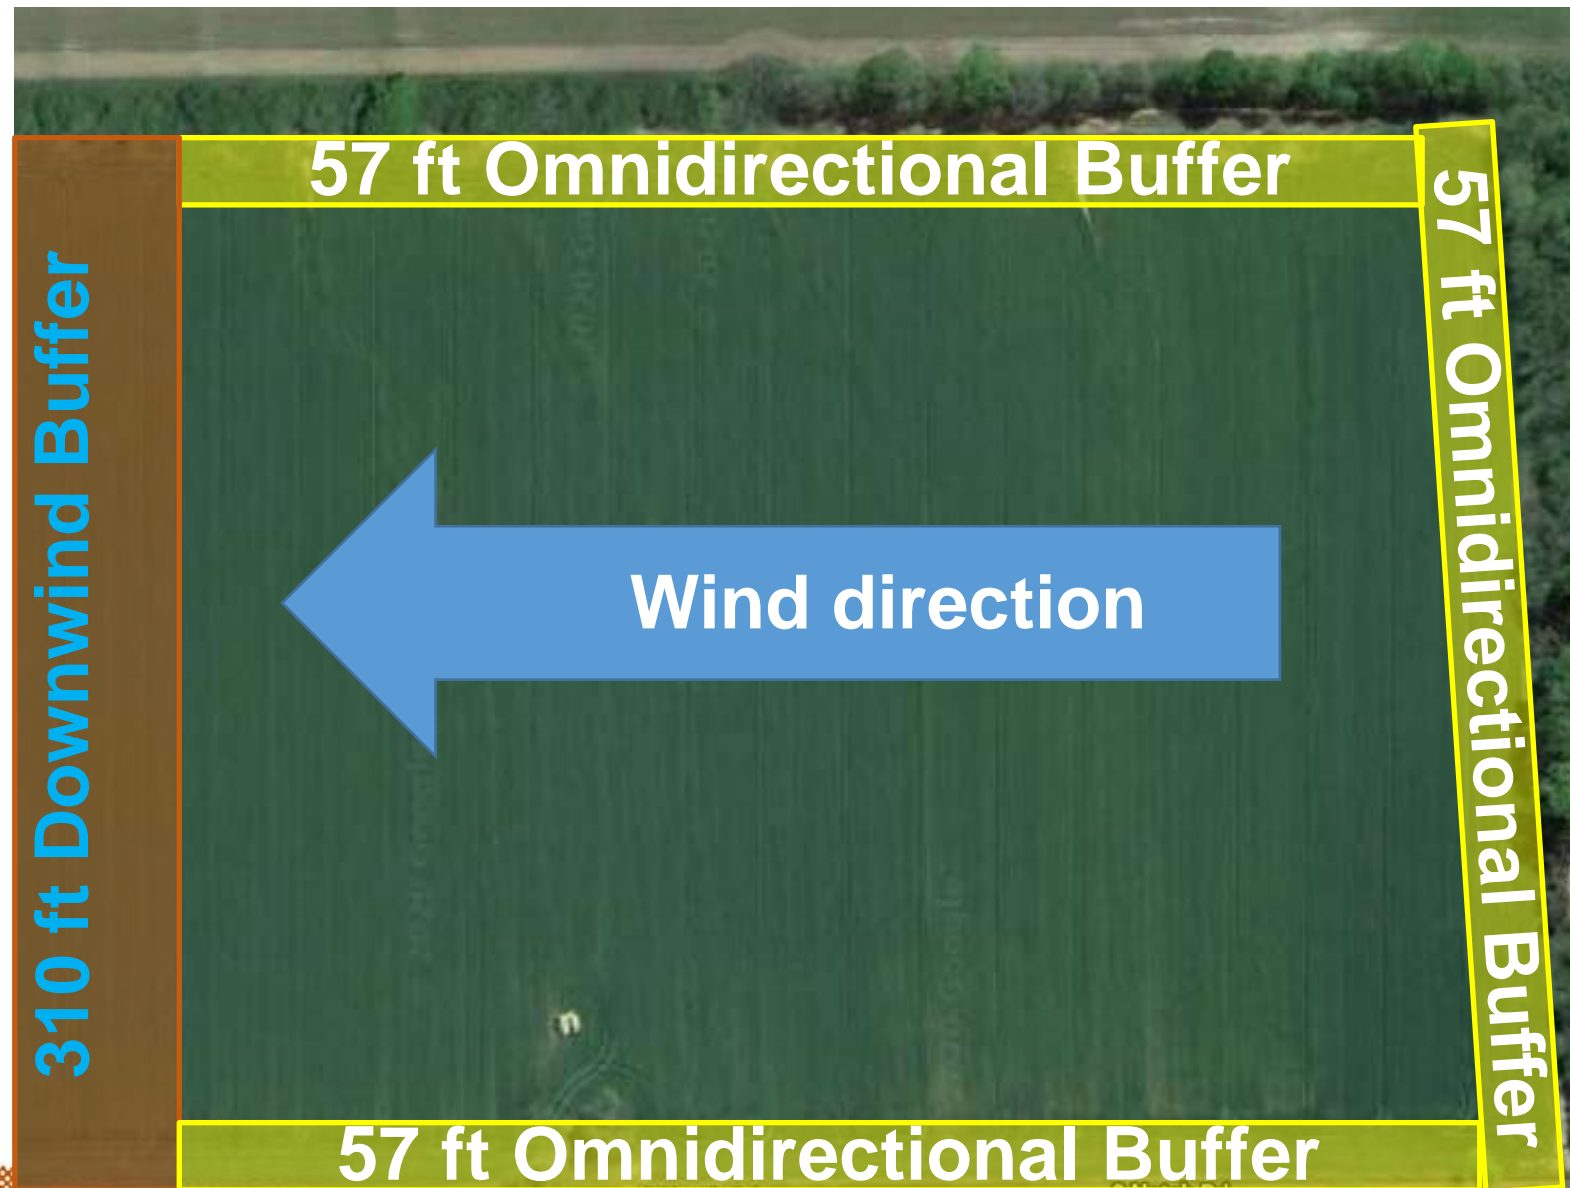 57 ft Omnidirectional Buffer
310 ft Downwind Buffer
Wind direction
57 ft Omnidirectional Buffer
57 ft Omnidirectional Buffer